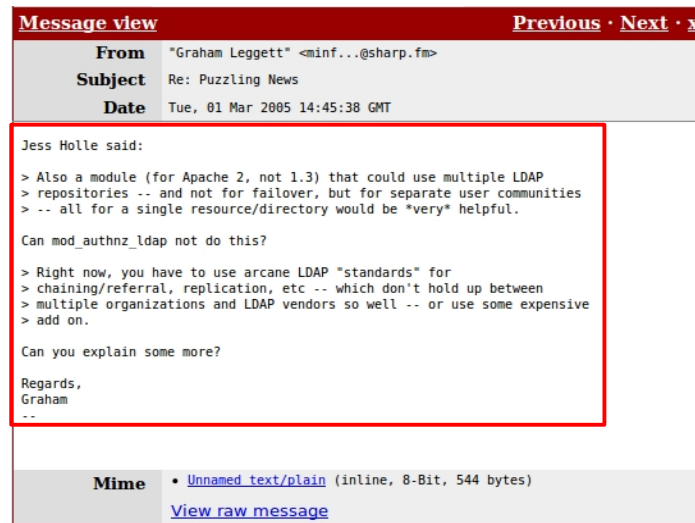 Message view Previous · Next · x
From "Graham Leggett" <minf...@sharp.fm>
Subject Re: Puzzling News
Date Tue, 01 Mar 2005 14:45:38 GMT
Jess Holle said:
> Also a module (for Apache 2, not 1.3) that could use multiple LDAP
> repositories -- and not for failover, but for separate user communities
> -- all for a single resource/directory would be *very* helpful.
Can mod_authnz_ldap not do this?
> Right now, you have to use arcane LDAP "standards" for
> chaining/referral, replication, etc -- which don't hold up between
> multiple organizations and LDAP vendors so well -- or use some expensive
> add on.
Can you explain some more?
Regards,
Graham
--
Mime • Unnamed text/plain (inline, 8-Bit, 544 bytes)
View raw message